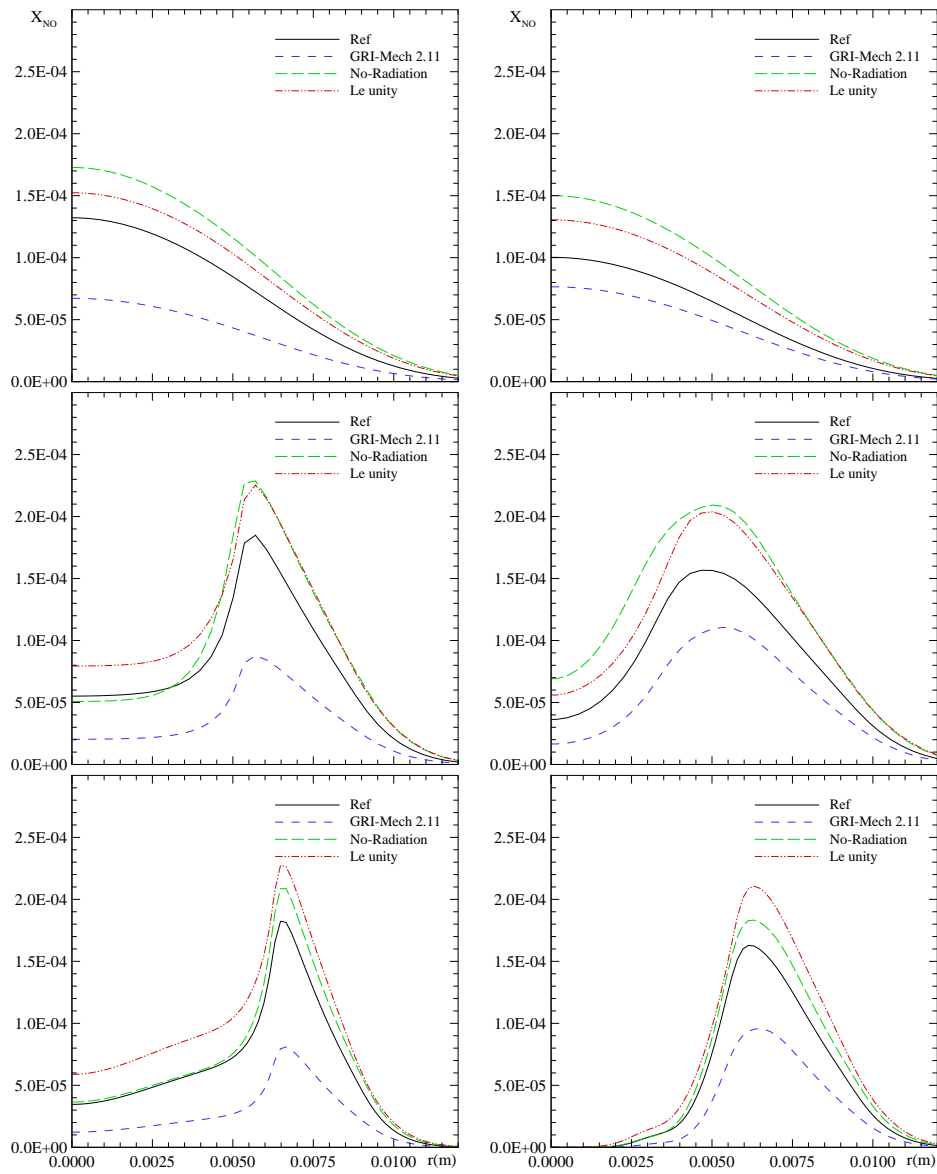 X_NO
Ref
GRI-Mech 2.11
No-Radiation
Le unity
2.5E-04
2.0E-04
1.5E-04
1.0E-04
5.0E-05
0.0E+00
X_NO
Ref
GRI-Mech 2.11
No-Radiation
Le unity
2.5E-04
2.0E-04
1.5E-04
1.0E-04
5.0E-05
0.0E+00
Ref
GRI-Mech 2.11
No-Radiation
Le unity
2.5E-04
2.0E-04
1.5E-04
1.0E-04
5.0E-05
0.0E+00
Ref
GRI-Mech 2.11
No-Radiation
Le unity
2.5E-04
2.0E-04
1.5E-04
1.0E-04
5.0E-05
0.0E+00
Ref
GRI-Mech 2.11
No-Radiation
Le unity
2.5E-04
2.0E-04
1.5E-04
1.0E-04
5.0E-05
0.0E+00
0.0000 0.0025 0.0050 0.0075 0.0100 r(m)
Ref
GRI-Mech 2.11
No-Radiation
Le unity
2.5E-04
2.0E-04
1.5E-04
1.0E-04
5.0E-05
0.0E+00
0.0000 0.0025 0.0050 0.0075 0.0100 r(m)